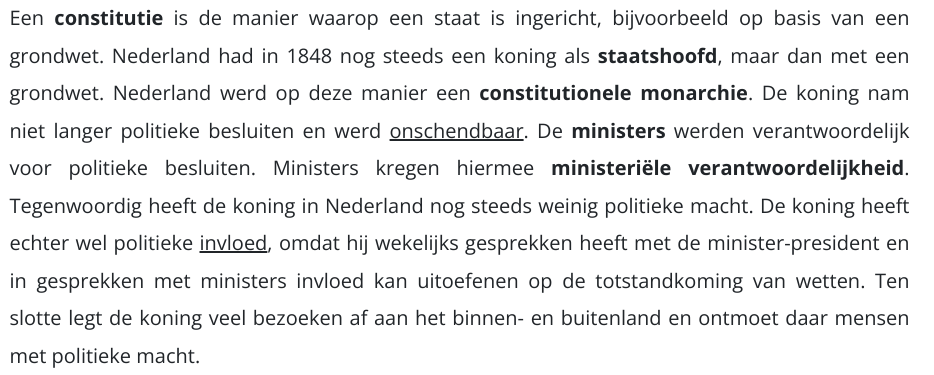 Een constitutie is de manier waarop een staat is ingericht, bijvoorbeeld op basis van een
grondwet. Nederland had in 1848 nog steeds een koning als staatshoofd, maar dan met een
grondwet. Nederland werd op deze manier een constitutionele monarchie. De koning nam
niet langer politieke besluiten en werd onschendbaar. De ministers werden verantwoordelijk
voor politieke besluiten. Ministers kregen hiermee ministeriële verantwoordelijkheid.
Tegenwoordig heeft de koning in Nederland nog steeds weinig politieke macht. De koning heeft
echter wel politieke invloed, omdat hij wekelijks gesprekken heeft met de minister-president en
in gesprekken met ministers invloed kan uitoefenen op de totstandkoming van wetten. Ten
slotte legt de koning veel bezoeken af aan het binnen- en buitenland en ontmoet daar mensen
met politieke macht.